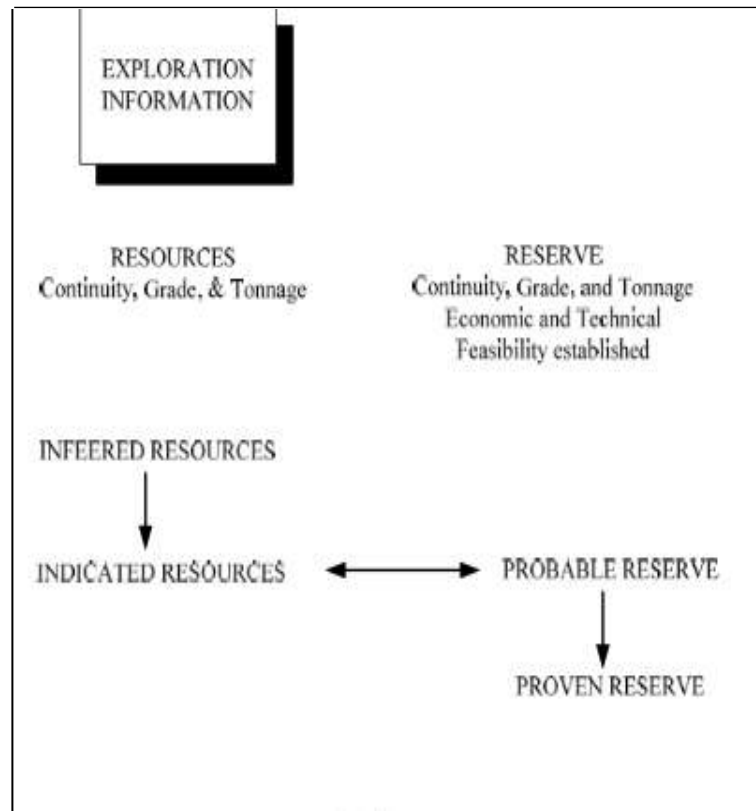 EXPLORATION
INFORMATION
RESOURCES
Continuity, Grade, & Tonnage
RESERVE
Continuity, Grade, and Tonnage
Economic and Technical
Feasibility established
INFEERED RESOURCES
INDICATED RESOURCES
PROBABLE RESERVE
PROVEN RESERVE